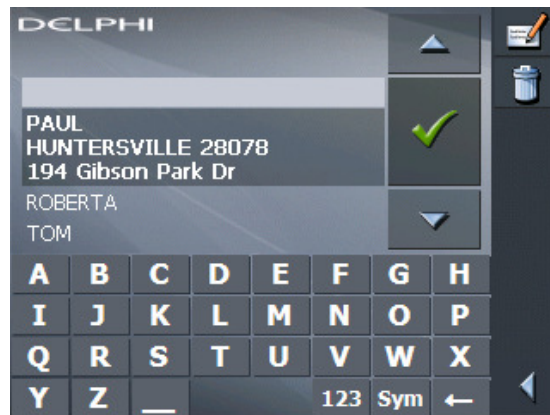 DELPHI
PAUL
HUNTERSVILLE 28078
194 Gibson Park Dr
ROBERTA
TOM
A B C D E F G H
I J K L M N O P
Q R S T U V W X
Y Z _ 123 Sym ←